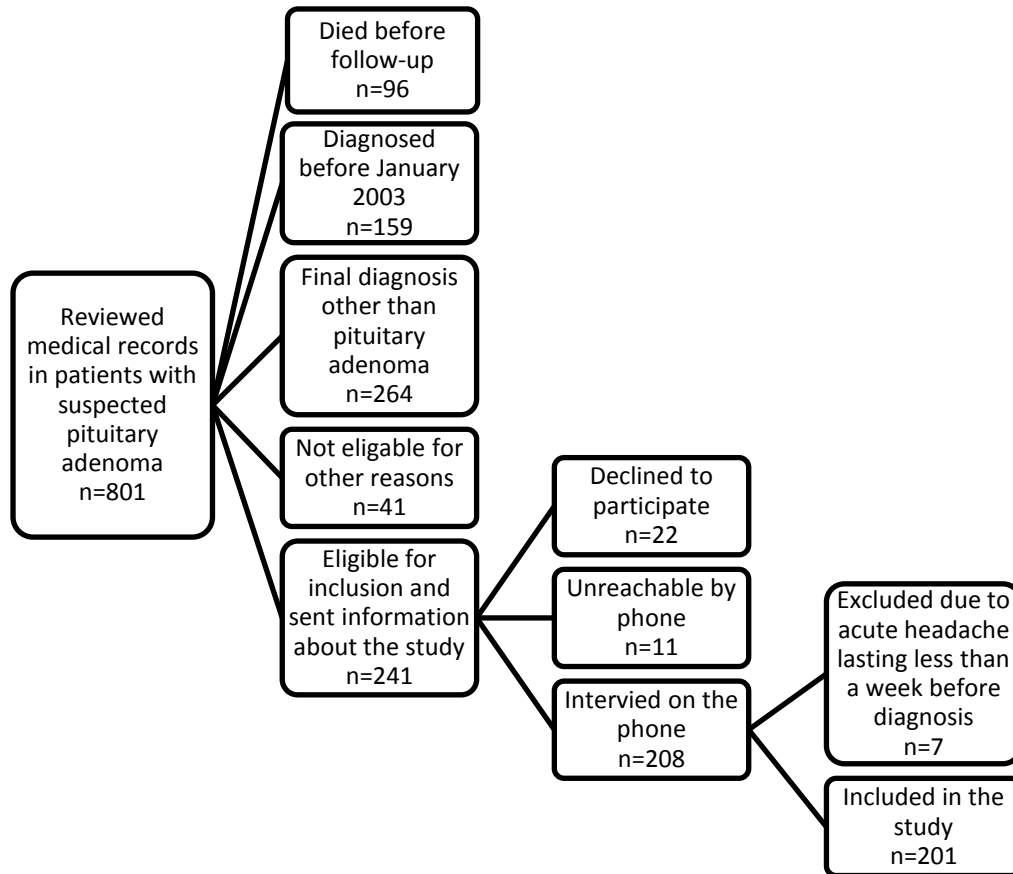 Reviewed
medical records
in patients with
suspected
pituitary
adenoma
n=801
Died before
follow-up
n=96
Diagnosed
before January
2003
n=159
Final diagnosis
other than
pituitary
adenoma
n=264
Not eligable for
other reasons
n=41
Eligible for
inclusion and
sent information
about the study
n=241
Declined to
participate
n=22
Unreachable by
phone
n=11
Intervied on the
phone
n=208
Excluded due to
acute headache
lasting less than
a week before
diagnosis
n=7
Included in the
study
n=201